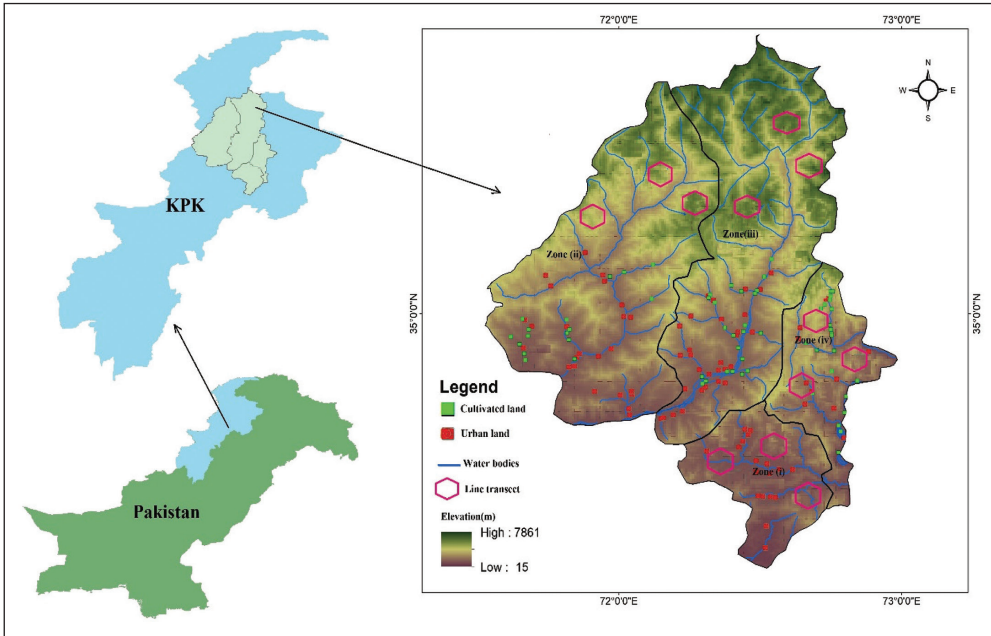 KPK
Pakistan
72°0'0"E
73°0'0"E
N
W
E
S
35°0'0"N
35°0'0"N
Zone(iii)
Zone (ii)
Zone (iv)
Zone (i)
Legend
Cultivated land
Urban land
Water bodies
Line transect
Elevation(m)
High : 7861
Low : 15
72°0'0"E
73°0'0"E